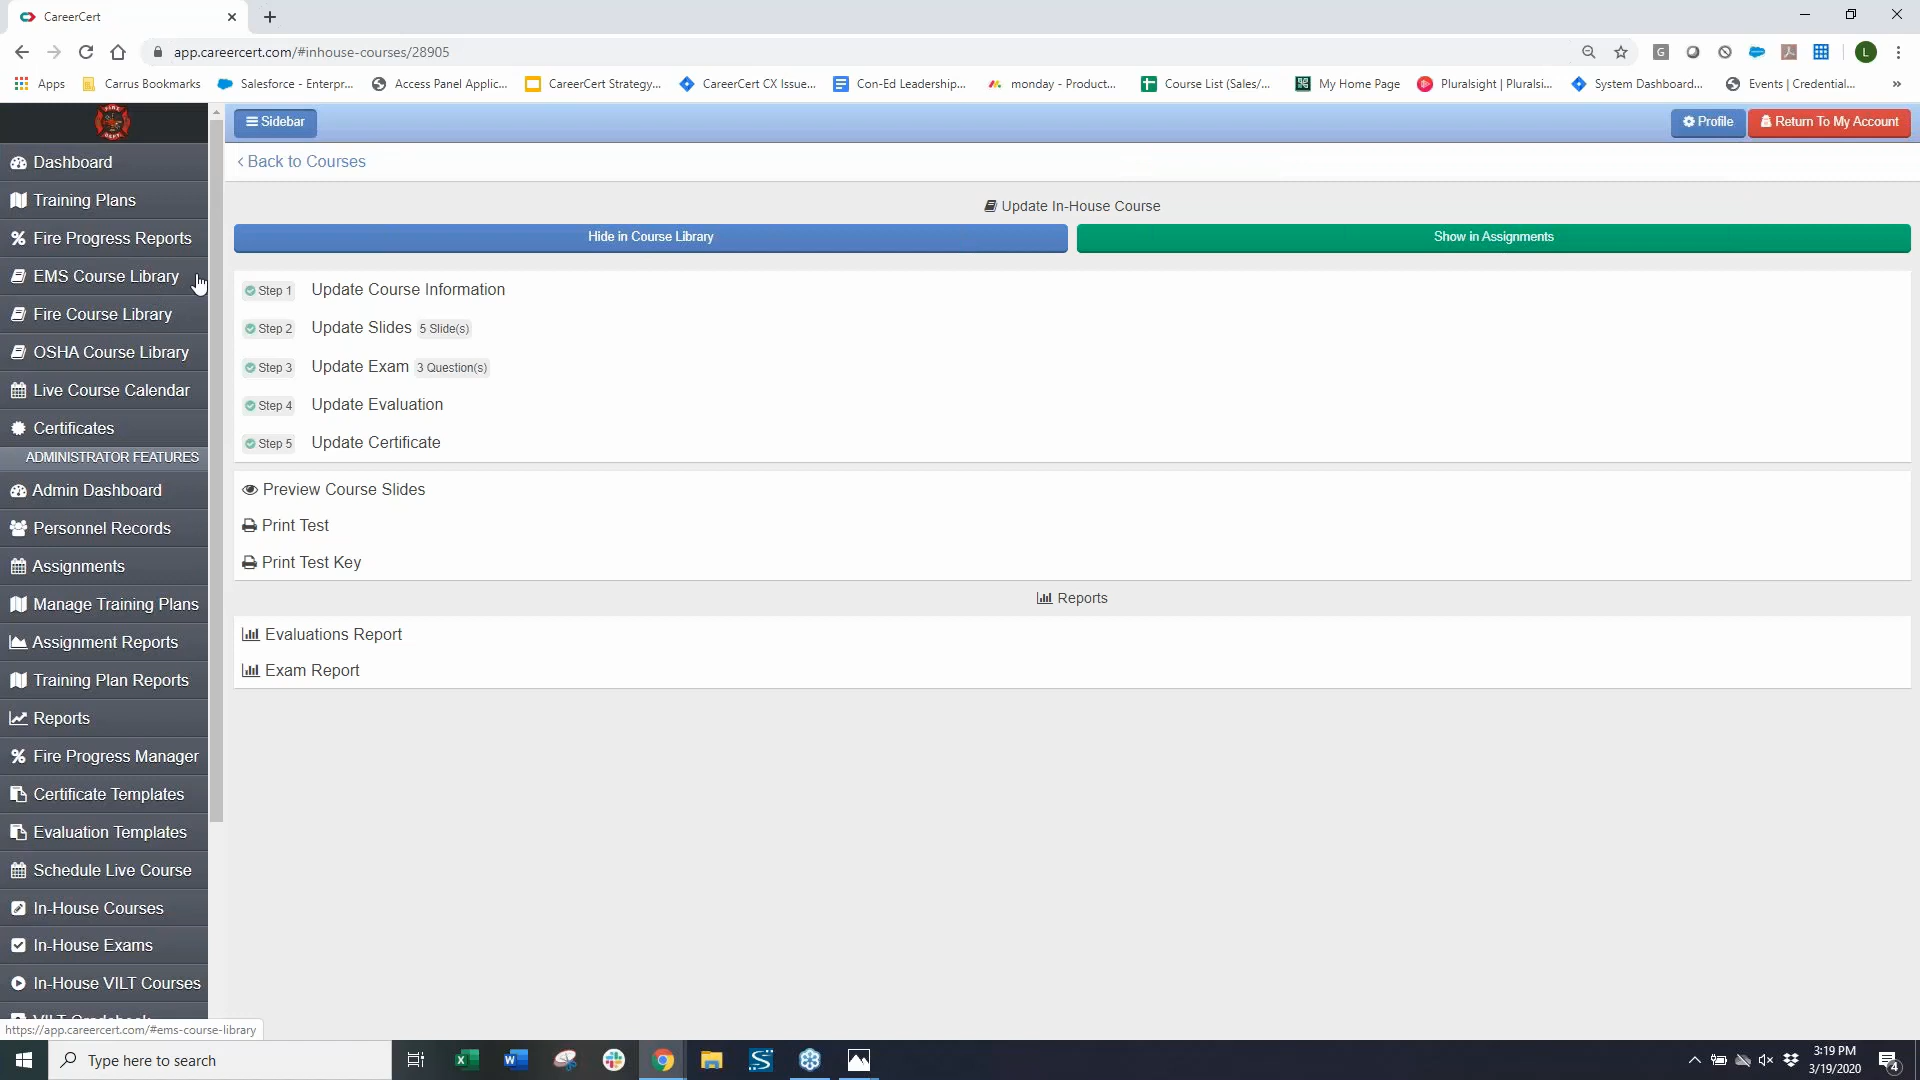 CareerCert
app.careercert.com/#inhouse-courses/28905
L
Apps Carrus Bookmarks Salesforce - Enterpr... Access Panel Applic... CareerCert Strategy... CareerCert CX Issue... Con-Ed Leadership... monday - Product... Course List (Sales/... My Home Page Pluralsight | Pluralsi... System Dashboard... Events | Credential... »
Sidebar
Profile
Return To My Account
‹ Back to Courses
Dashboard
Training Plans
Fire Progress Reports
EMS Course Library
Fire Course Library
OSHA Course Library
Live Course Calendar
Certificates
ADMINISTRATOR FEATURES
Admin Dashboard
Personnel Records
Assignments
Manage Training Plans
Assignment Reports
Training Plan Reports
Reports
Fire Progress Manager
Certificate Templates
Evaluation Templates
Schedule Live Course
In-House Courses
In-House Exams
In-House VILT Courses
Update In-House Course
Hide in Course Library
Show in Assignments
Step 1 Update Course Information
Step 2 Update Slides 5 Slide(s)
Step 3 Update Exam 3 Question(s)
Step 4 Update Evaluation
Step 5 Update Certificate
Preview Course Slides
Print Test
Print Test Key
Reports
Evaluations Report
Exam Report
https://app.careercert.com/#ems-course-library
Type here to search
3:19 PM
3/19/2020
4